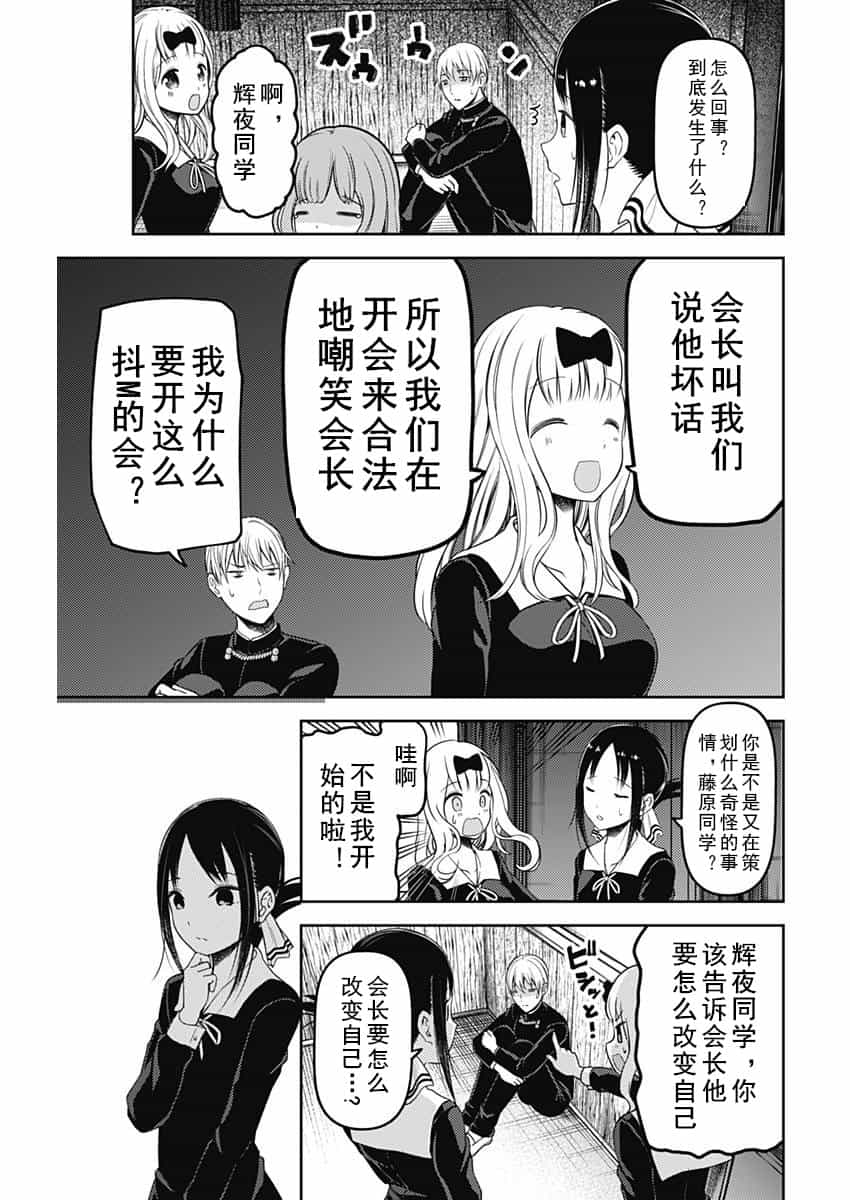 怎么回事？
到底发生了什么？
ズゥゥン
啊，
辉夜同学
会长叫我们
说他坏话
所以我们在
开会来合法
地嘲笑会长
我为什么
要开这么
抖M的会？
你是不是又在策
划什么奇怪的事
情，藤原同学？
哇啊
不是我开
始的啦！
辉夜同学，你
该告诉会长他
要怎么改变自己
ビシッと！
会长要怎么
改变自己…？